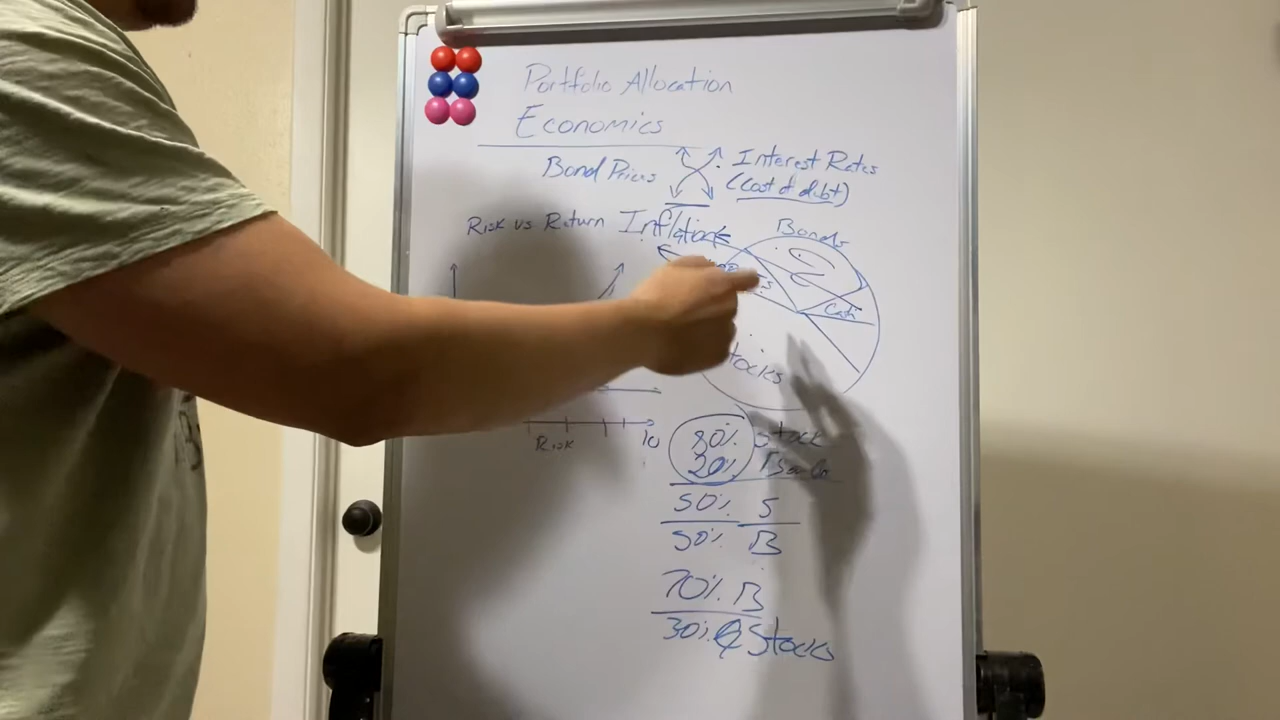 Portfolio Allocation
Economics
Bond Prices
Interest Rates
(Cost of debt)
Risk vs Return
Inflation
Bonds
Cash
tocks
Risk
10
80% Stock
20%
50% S
50% B
70% B
30% Stocks